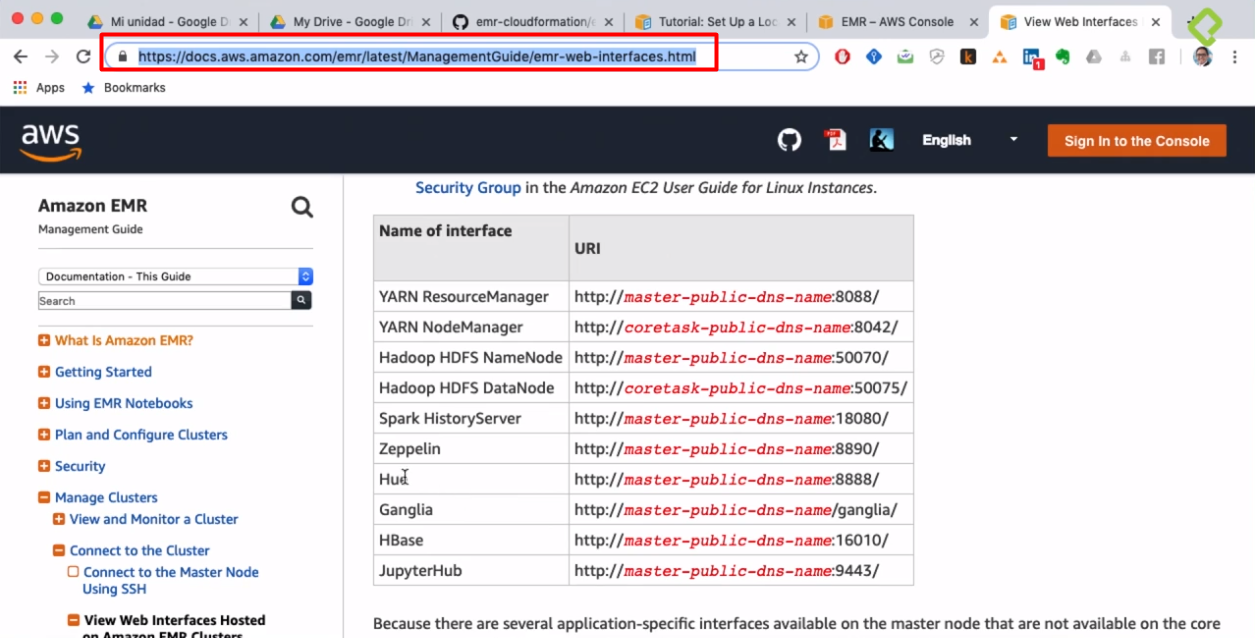 Mi unidad - Google D
My Drive - Google Dri
emr-cloudformation/e
Tutorial: Set Up a Loc
EMR – AWS Console
View Web Interfaces
https://docs.aws.amazon.com/emr/latest/ManagementGuide/emr-web-interfaces.html
1
Apps
Bookmarks
aws
English
Sign In to the Console
Amazon EMR
Management Guide
Documentation - This Guide
Search
What Is Amazon EMR?
Getting Started
Using EMR Notebooks
Plan and Configure Clusters
Security
Manage Clusters
View and Monitor a Cluster
Connect to the Cluster
Connect to the Master Node
Using SSH
View Web Interfaces Hosted
on Amazon EMR Clusters
Security Group in the Amazon EC2 User Guide for Linux Instances.
Name of interface URI
YARN ResourceManager http://master-public-dns-name:8088/
YARN NodeManager http://coretask-public-dns-name:8042/
Hadoop HDFS NameNode http://master-public-dns-name:50070/
Hadoop HDFS DataNode http://coretask-public-dns-name:50075/
Spark HistoryServer http://master-public-dns-name:18080/
Zeppelin http://master-public-dns-name:8890/
Hue http://master-public-dns-name:8888/
Ganglia http://master-public-dns-name/ganglia/
HBase http://master-public-dns-name:16010/
JupyterHub http://master-public-dns-name:9443/
Because there are several application-specific interfaces available on the master node that are not available on the core